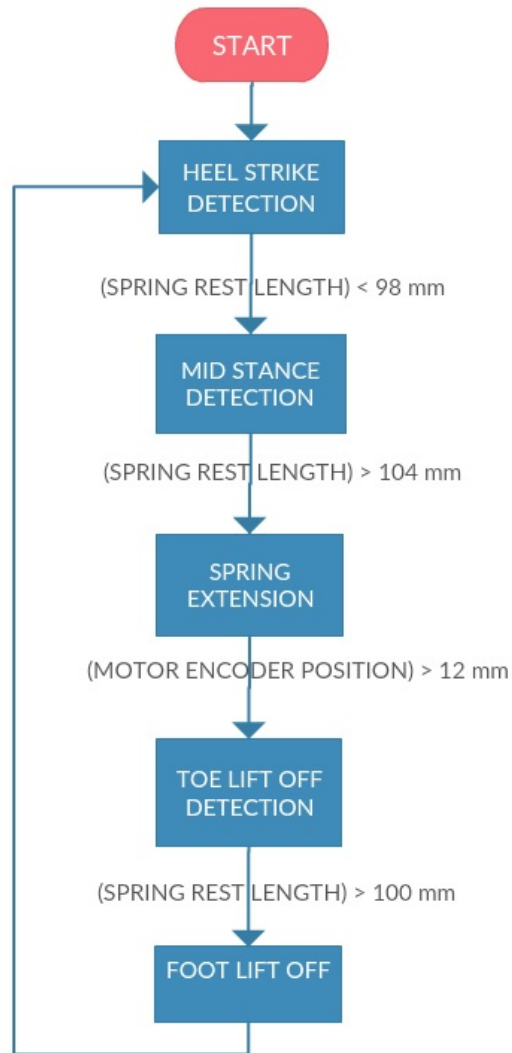 START
HEEL STRIKE
DETECTION
(SPRING REST LENGTH) < 98 mm
MID STANCE
DETECTION
(SPRING REST LENGTH) > 104 mm
SPRING
EXTENSION
(MOTOR ENCODER POSITION) > 12 mm
TOE LIFT OFF
DETECTION
(SPRING REST LENGTH) > 100 mm
FOOT LIFT OFF